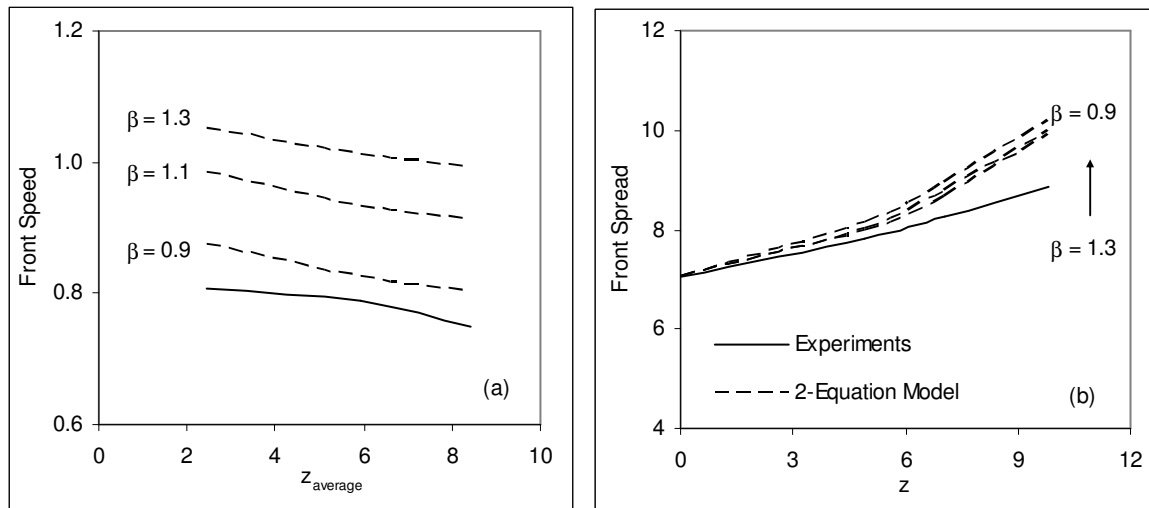 1.2
1.0
0.8
0.6
Front Speed
β = 1.3
β = 1.1
β = 0.9
(a)
0 2 4 6 8 10
z average
12
10
8
6
4
Front Spread
β = 0.9
β = 1.3
Experiments
2-Equation Model
(b)
0 3 6 9 12
z